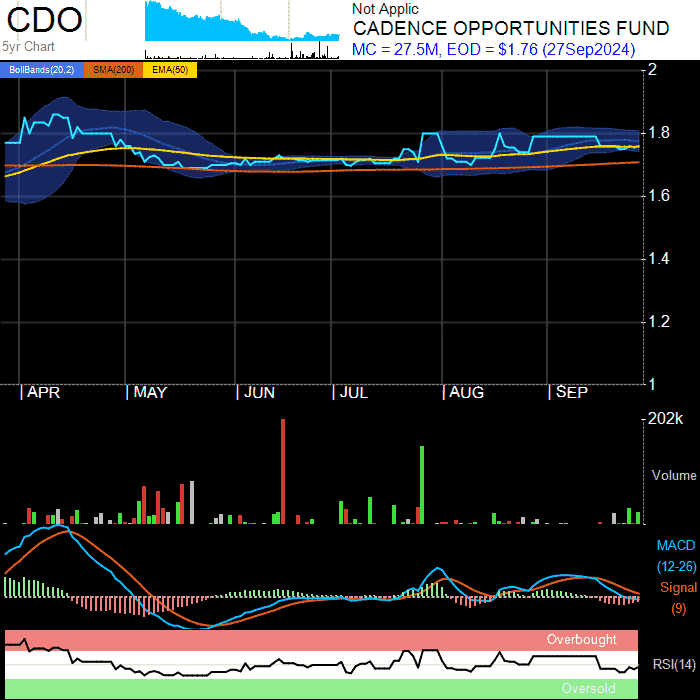 CDO
5yr Chart
Not Applic
CADENCE OPPORTUNITIES FUND
MC = 27.5M, EOD = $1.76 (27Sep2024)
BollBands(20,2) SMA(200) EMA(50)
2
1.8
1.6
1.4
1.2
1
APR MAY JUN JUL AUG SEP
202k
Volume
MACD
(12-26)
Signal
(9)
Overbought
RSI(14)
Oversold